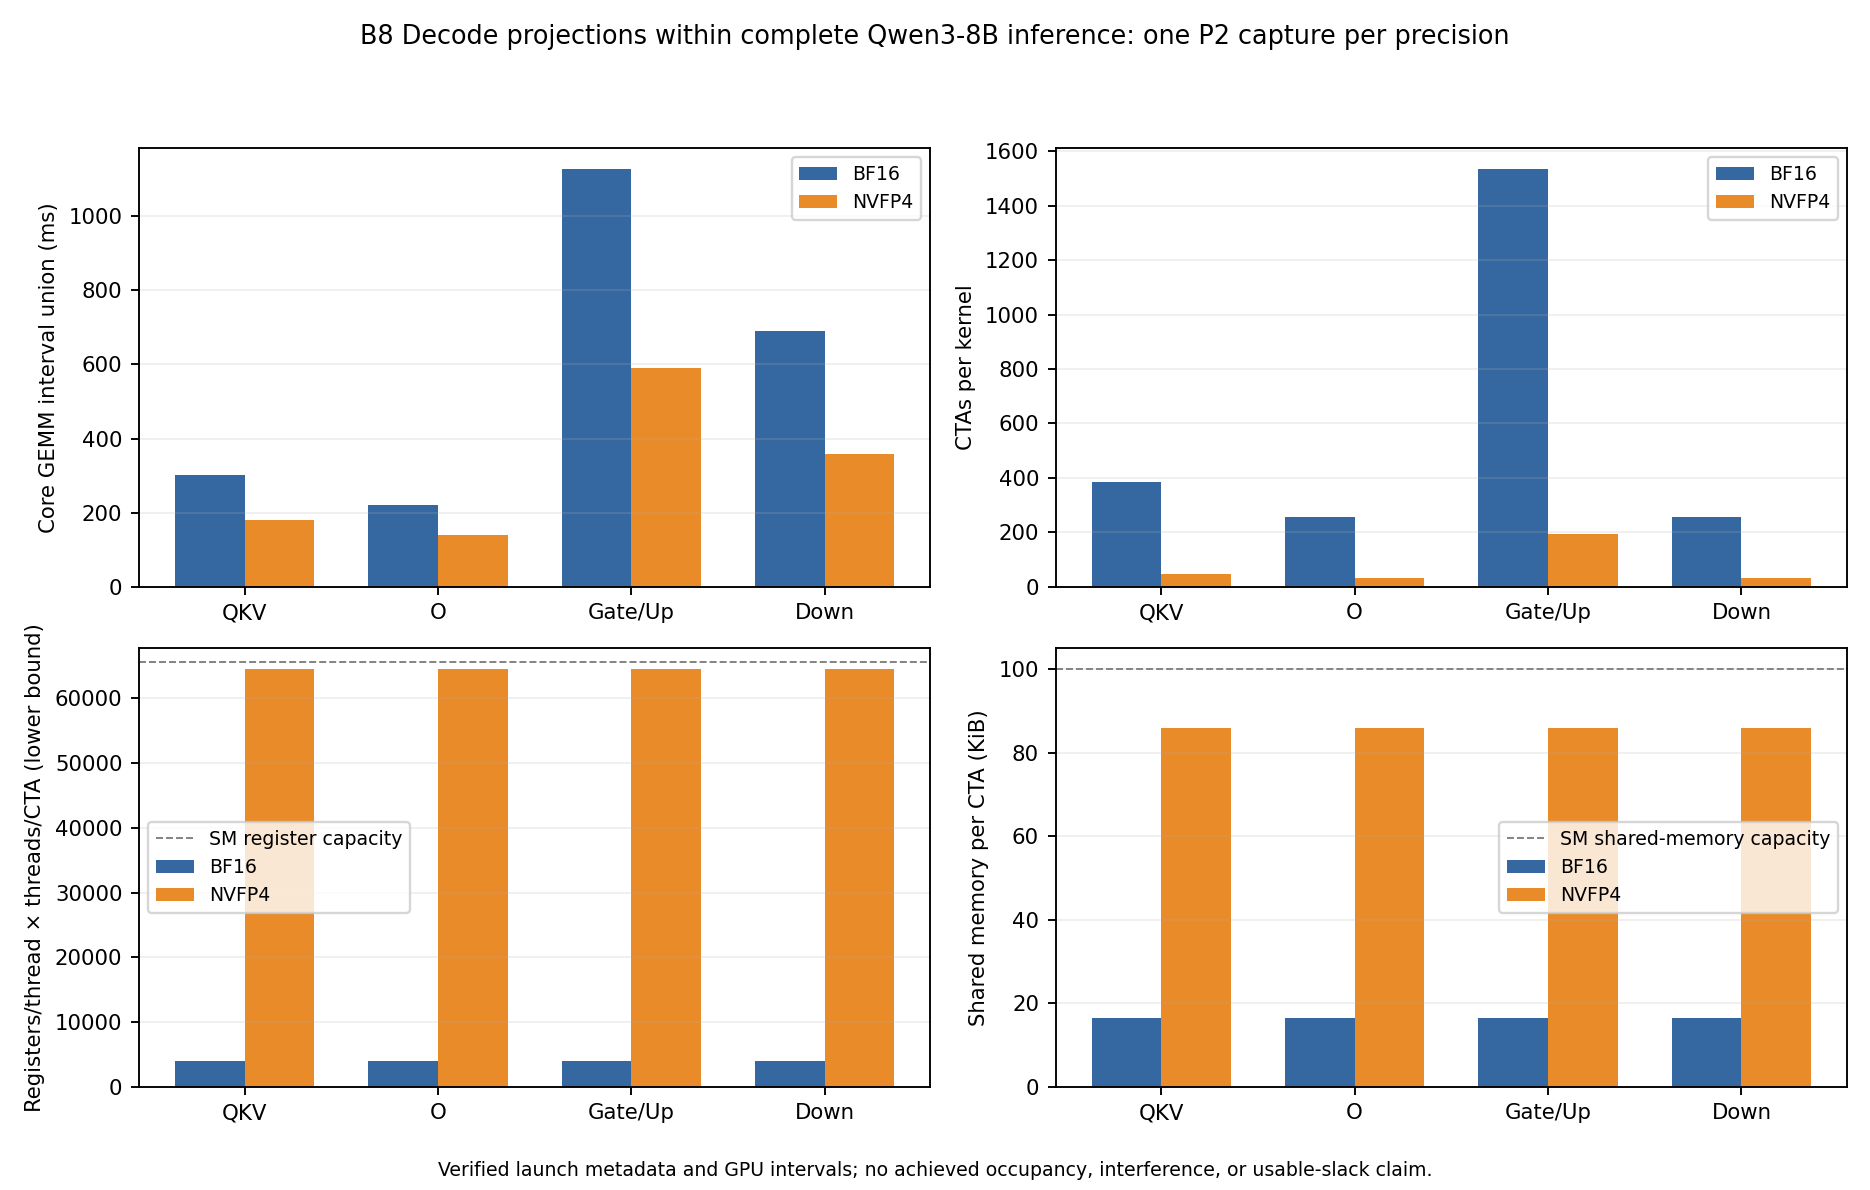 B8 Decode projections within complete Qwen3-8B inference: one P2 capture per precision
Core GEMM interval union (ms)
1000
800
600
400
200
0
BF16
NVFP4
QKV
O
Gate/Up
Down
CTAs per kernel
1600
1400
1200
1000
800
600
400
200
0
BF16
NVFP4
QKV
O
Gate/Up
Down
Registers/thread × threads/CTA (lower bound)
60000
50000
40000
30000
20000
10000
0
SM register capacity
BF16
NVFP4
QKV
O
Gate/Up
Down
Shared memory per CTA (KiB)
100
80
60
40
20
0
SM shared-memory capacity
BF16
NVFP4
QKV
O
Gate/Up
Down
Verified launch metadata and GPU intervals; no achieved occupancy, interference, or usable-slack claim.